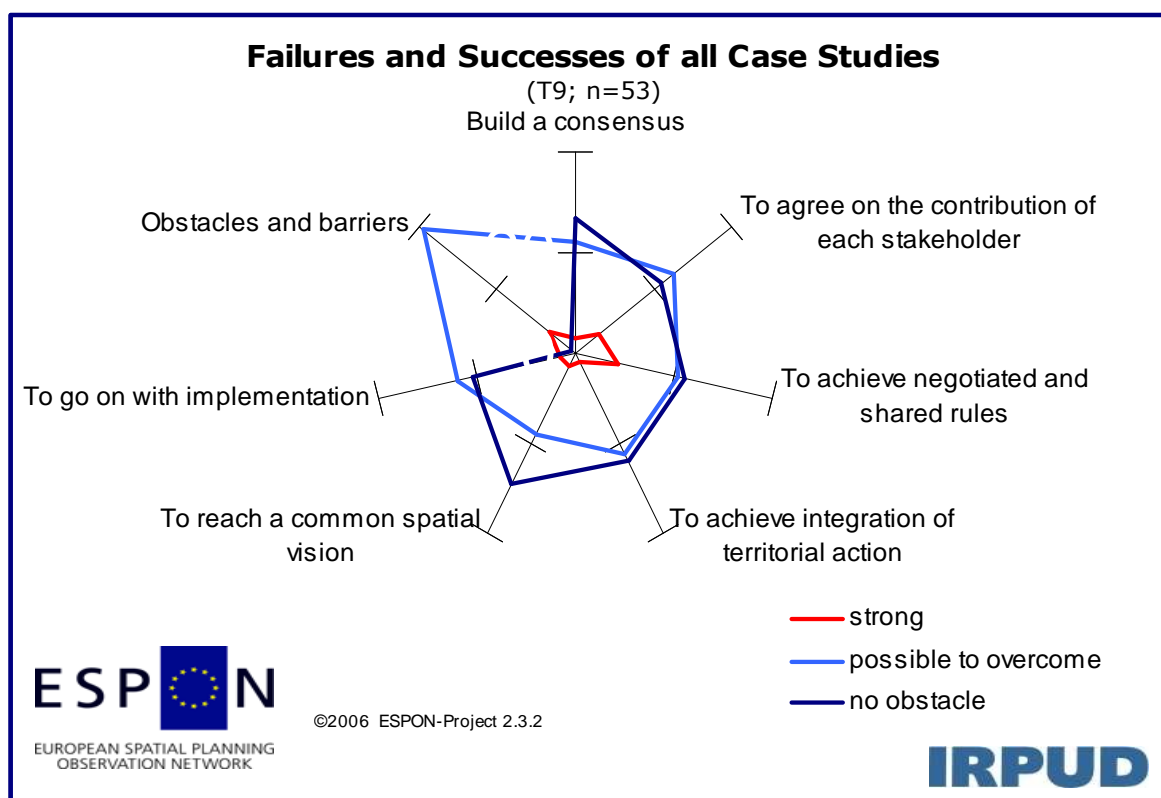 Failures and Successes of all Case Studies
(T9; n=53)
Build a consensus
To agree on the contribution of
each stakeholder
Obstacles and barriers
To achieve negotiated and
shared rules
To go on with implementation
To reach a common spatial
vision
To achieve integration of
territorial action
strong
possible to overcome
no obstacle
ESPON
EUROPEAN SPATIAL PLANNING
OBSERVATION NETWORK
©2006 ESPON-Project 2.3.2
IRPUD